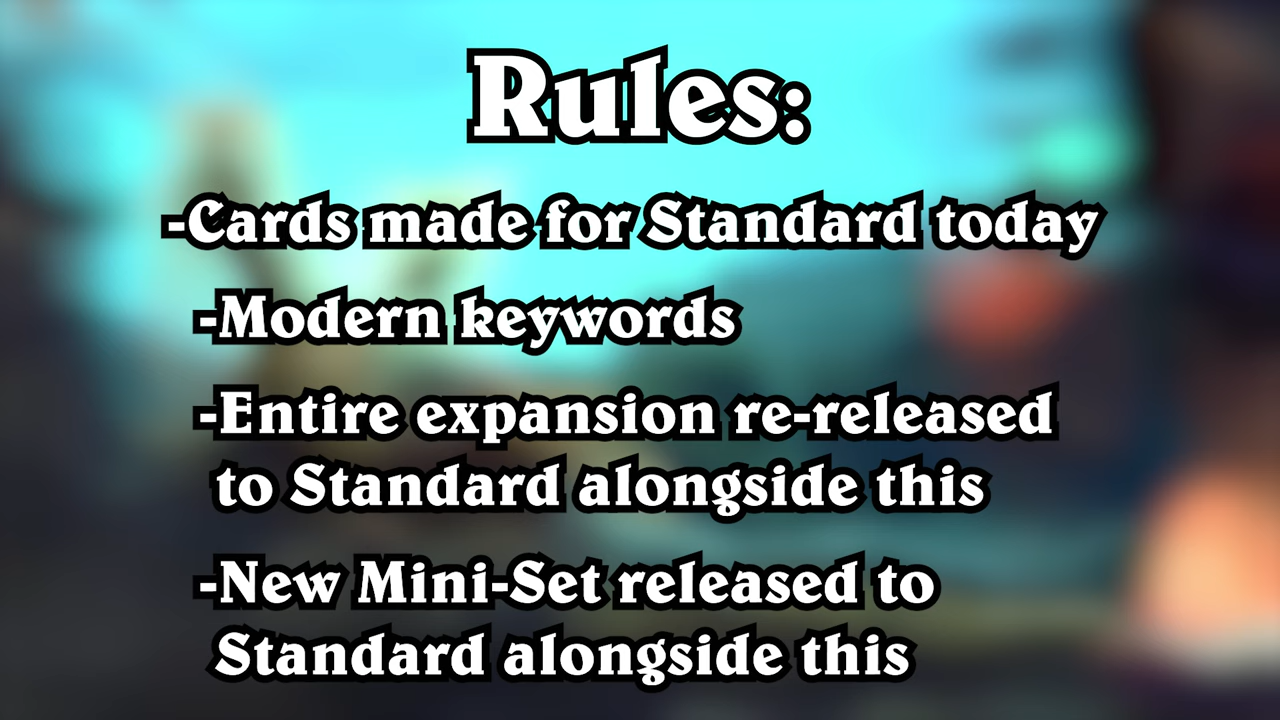 Rules:
-Cards made for Standard today
-Modern keywords
-Entire expansion re-released
to Standard alongside this
-New Mini-Set released to
Standard alongside this